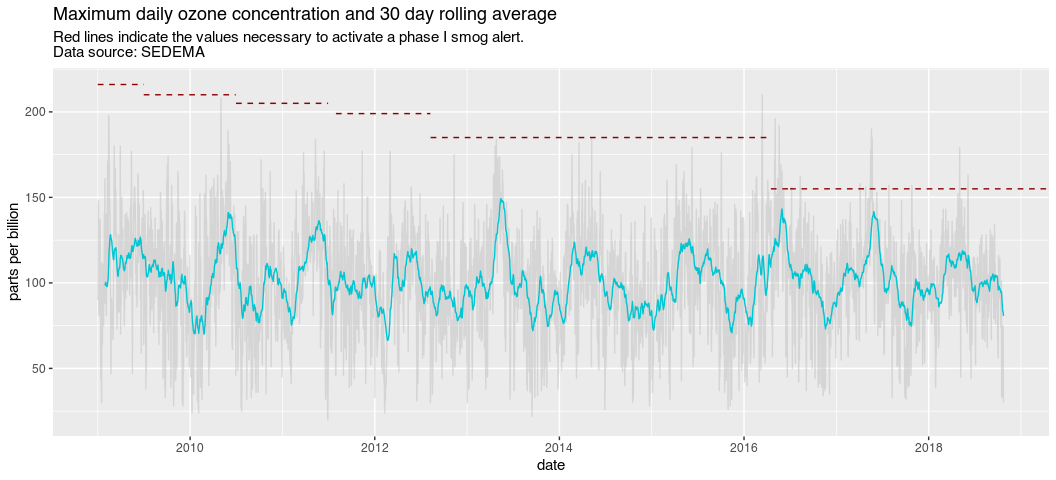 Maximum daily ozone concentration and 30 day rolling average
Red lines indicate the values necessary to activate a phase I smog alert.
Data source: SEDEMA
parts per billion
200
150
100
50
2010
2012
2014
2016
2018
date